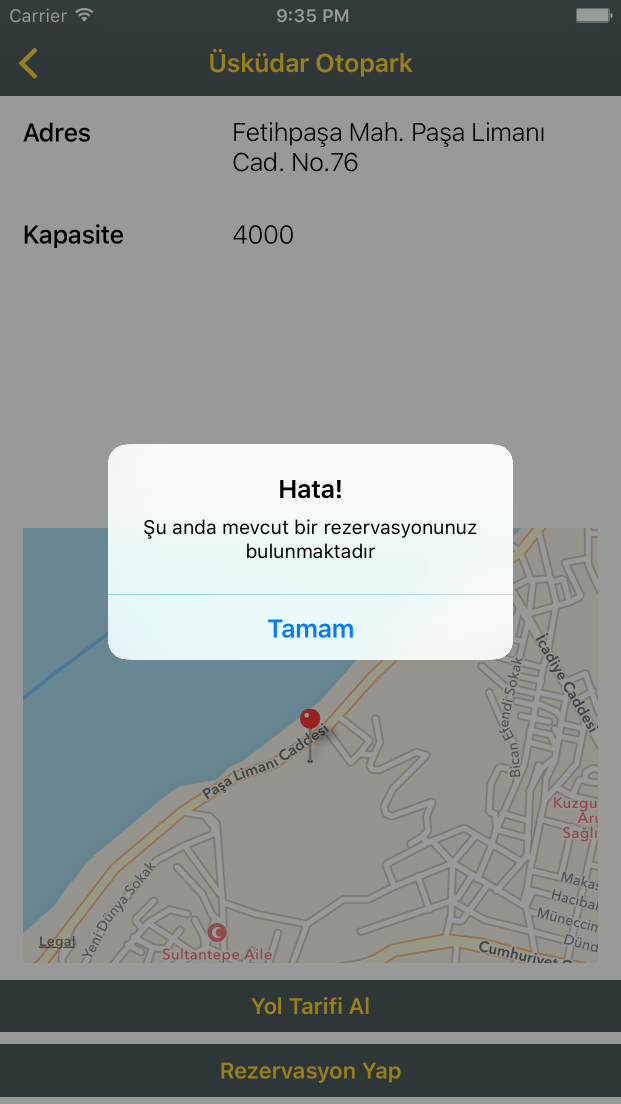 Carrier 9:35 PM
Üsküdar Otopark
Adres Fetihpaşa Mah. Paşa Limanı
Cad. No.76
Kapasite 4000
Hata!
Şu anda mevcut bir rezervasyonunuz
bulunmaktadır
Tamam
İcadiye Caddesi
Bican Efendi Sokak
Paşa Limanı Caddesi
Kuzgu
Aru
Sağlı
Yeni Dünya Sokak
Makas
Hacıbak
Müneccim
Dünd
Legal
Sultantepe Aile
Cumhuriyet C
Yol Tarifi Al
Rezervasyon Yap